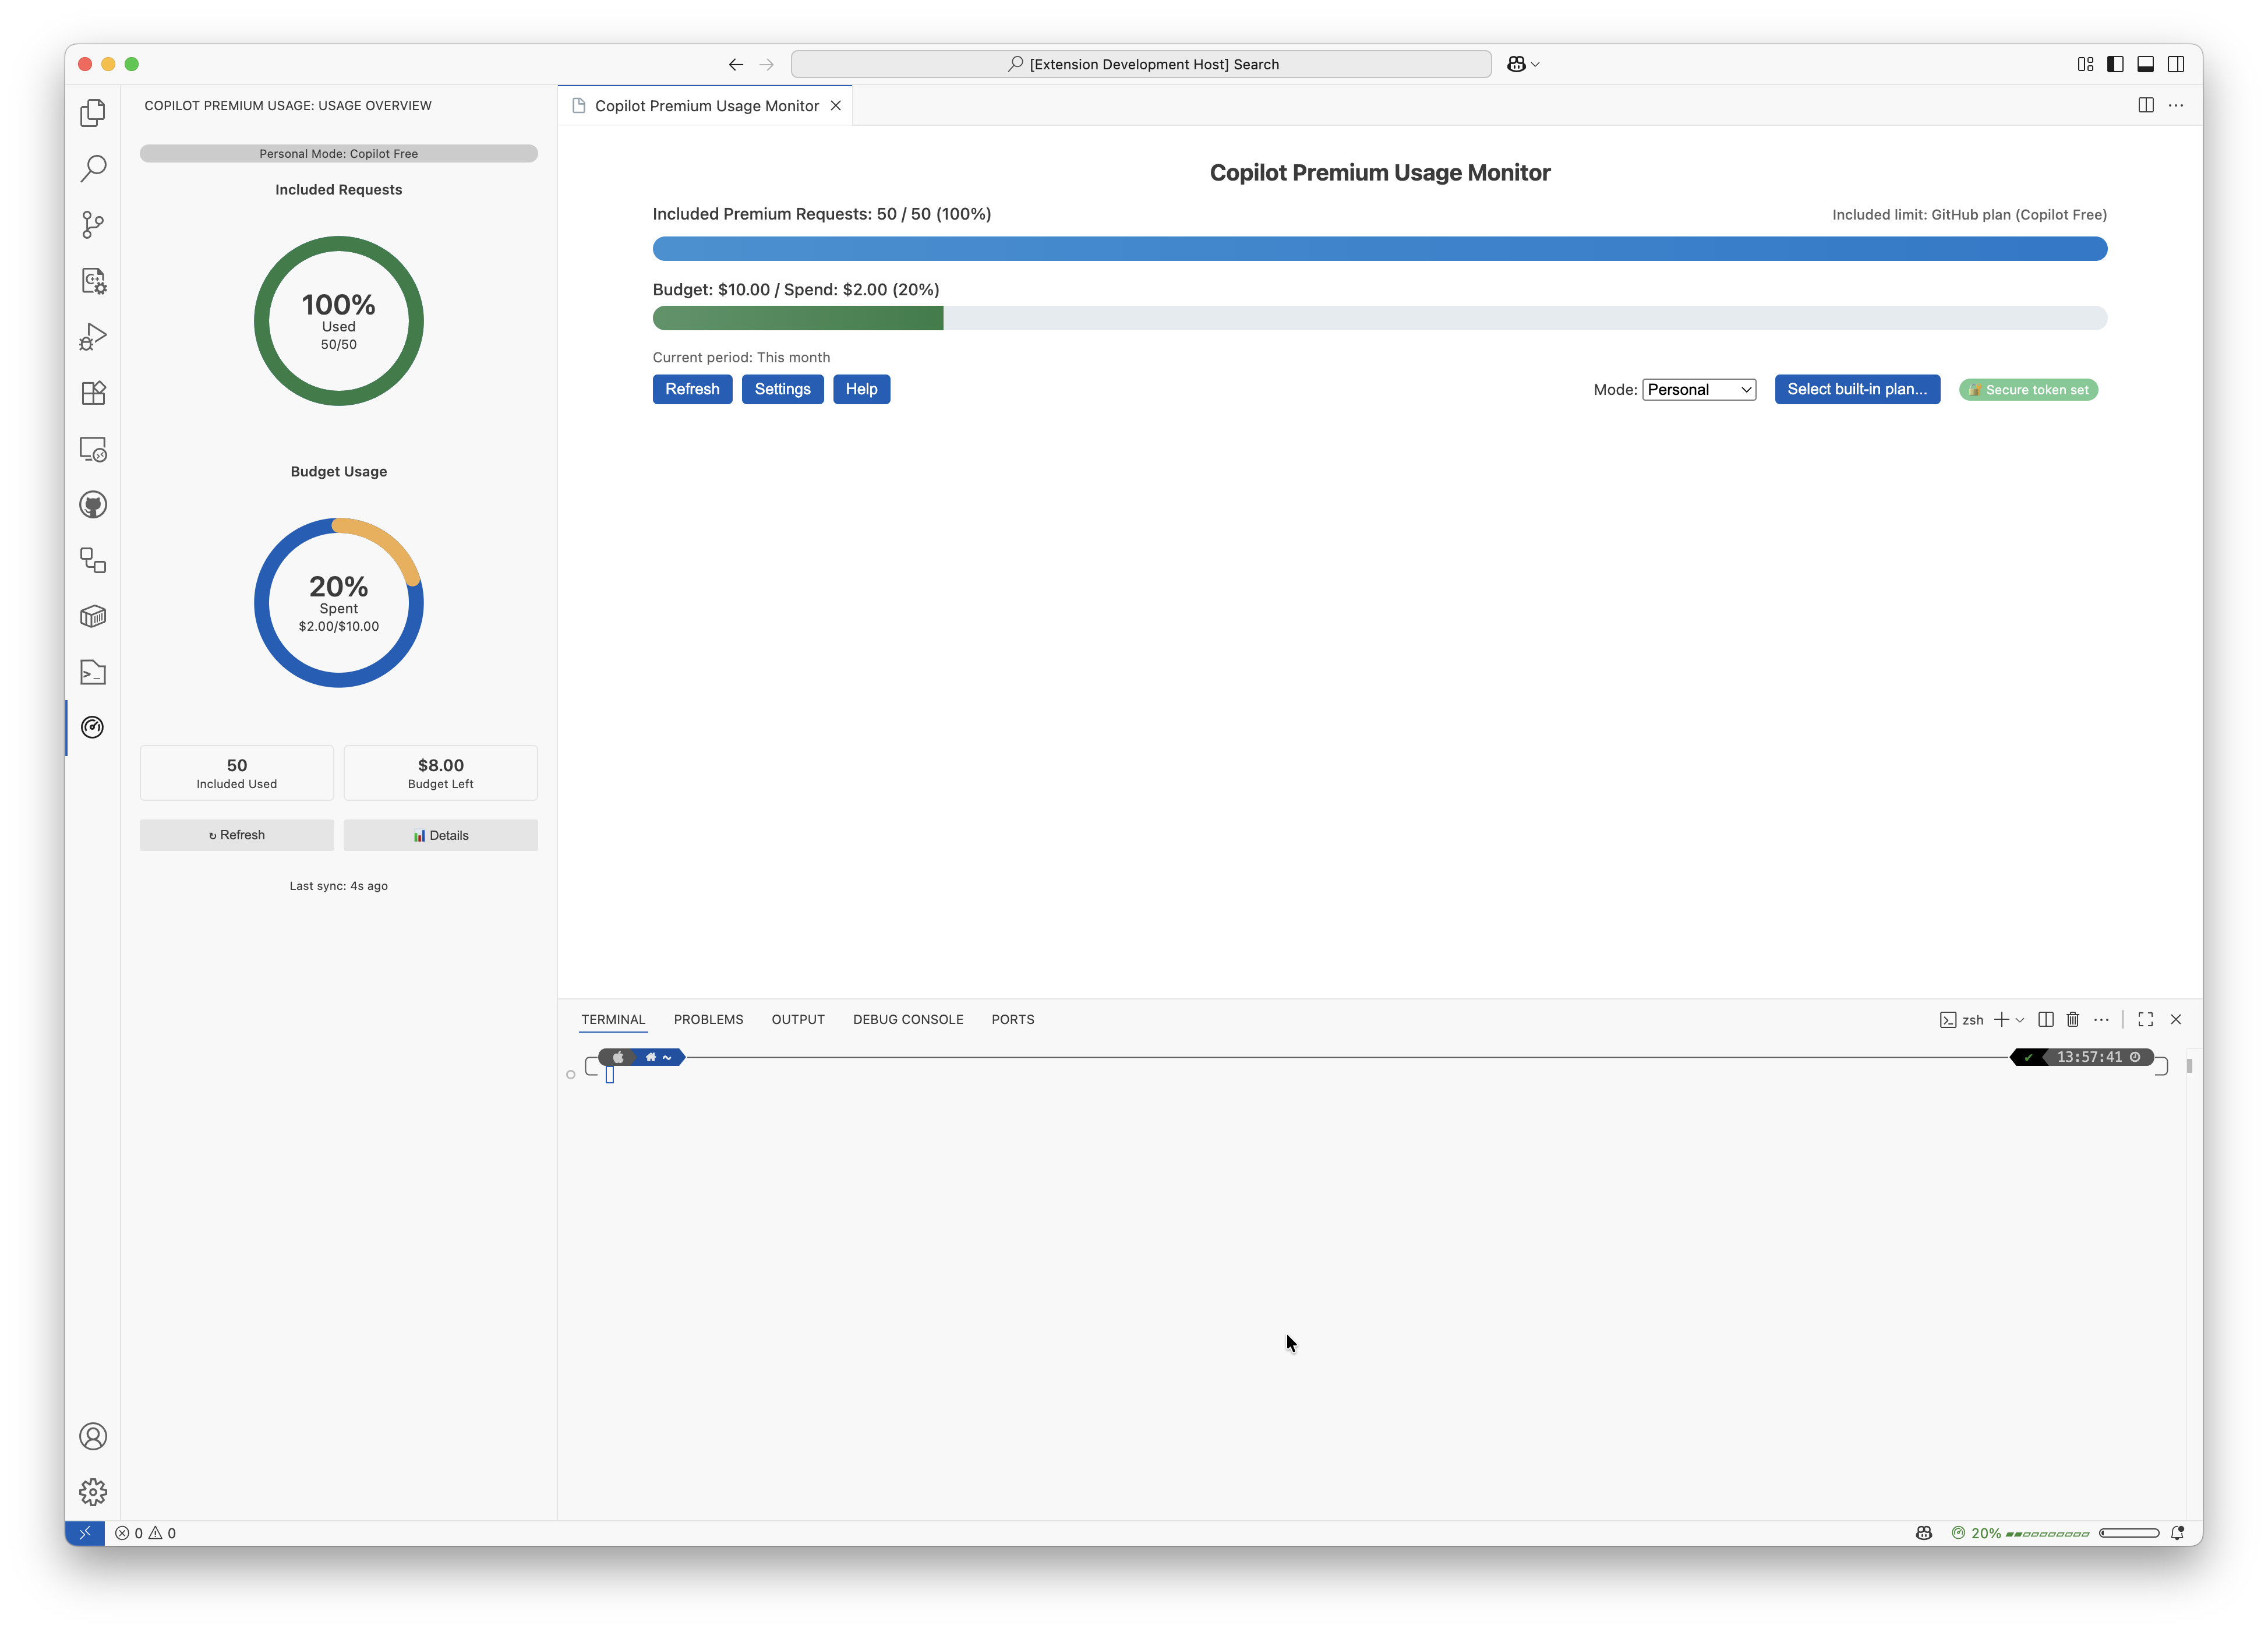 [Extension Development Host] Search
COPILOT PREMIUM USAGE: USAGE OVERVIEW
Personal Mode: Copilot Free
Included Requests
100%
Used
50/50
Budget Usage
20%
Spent
$2.00/$10.00
50
Included Used
$8.00
Budget Left
↻ Refresh
Details
Last sync: 4s ago
Copilot Premium Usage Monitor
Copilot Premium Usage Monitor
Included Premium Requests: 50 / 50 (100%)
Included limit: GitHub plan (Copilot Free)
Budget: $10.00 / Spend: $2.00 (20%)
Current period: This month
Refresh Settings Help
Mode: Personal
Select built-in plan...
Secure token set
TERMINAL PROBLEMS OUTPUT DEBUG CONSOLE PORTS
zsh
~
13:57:41
0 0
20%